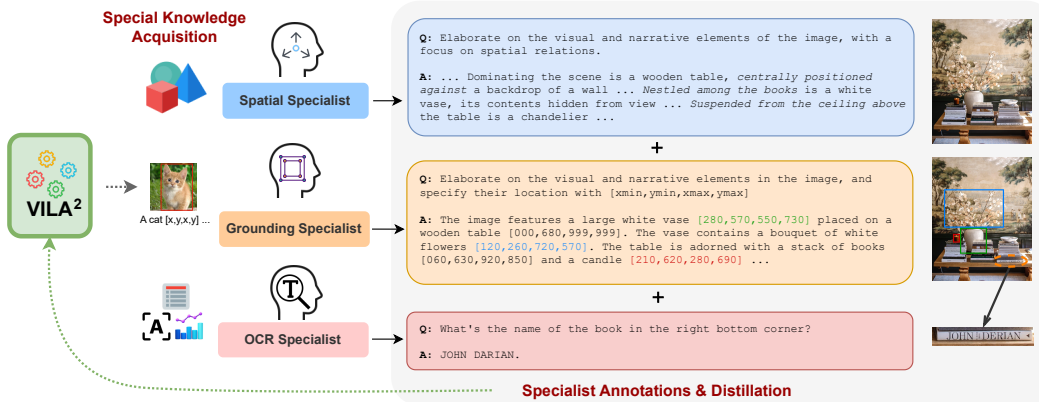 Special Knowledge
Acquisition
Spatial Specialist
Q: Elaborate on the visual and narrative elements of the image, with a
focus on spatial relations.
A: ... Dominating the scene is a wooden table, centrally positioned
against a backdrop of a wall ... Nestled among the books is a white
vase, its contents hidden from view ... Suspended from the ceiling above
the table is a chandelier ...
+
VILA²
A cat [x,y,x,y] ...
Grounding Specialist
Q: Elaborate on the visual and narrative elements in the image, and
specify their location with [xmin,ymin,xmax,ymax]
A: The image features a large white vase [280,570,550,730] placed on a
wooden table [000,680,999,999]. The vase contains a bouquet of white
flowers [120,260,720,570]. The table is adorned with a stack of books
[060,630,920,850] and a candle [210,620,280,690] ...
+
[A]
T
OCR Specialist
Q: What's the name of the book in the right bottom corner?
A: JOHN DARIAN.
JOHN DERIAN
Specialist Annotations & Distillation